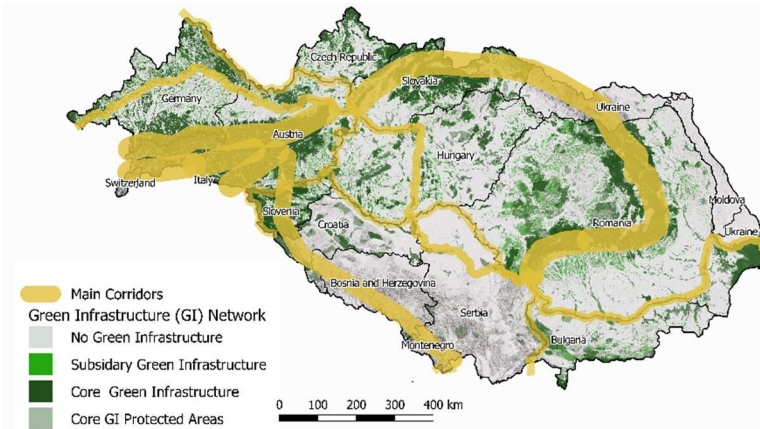 Czech Republic
Slovakia
Germany
Ukraine
Austria
Hungary
Switzerland
Italy
Moldova
Slovenia
Croatia
Romania
Ukraine
Bosnia and Herzegovina
Serbia
Montenegro
Bulgaria
Main Corridors
Green Infrastructure (GI) Network
No Green Infrastructure
Subsidary Green Infrastructure
Core Green Infrastructure
Core GI Protected Areas
0 100 200 300 400 km